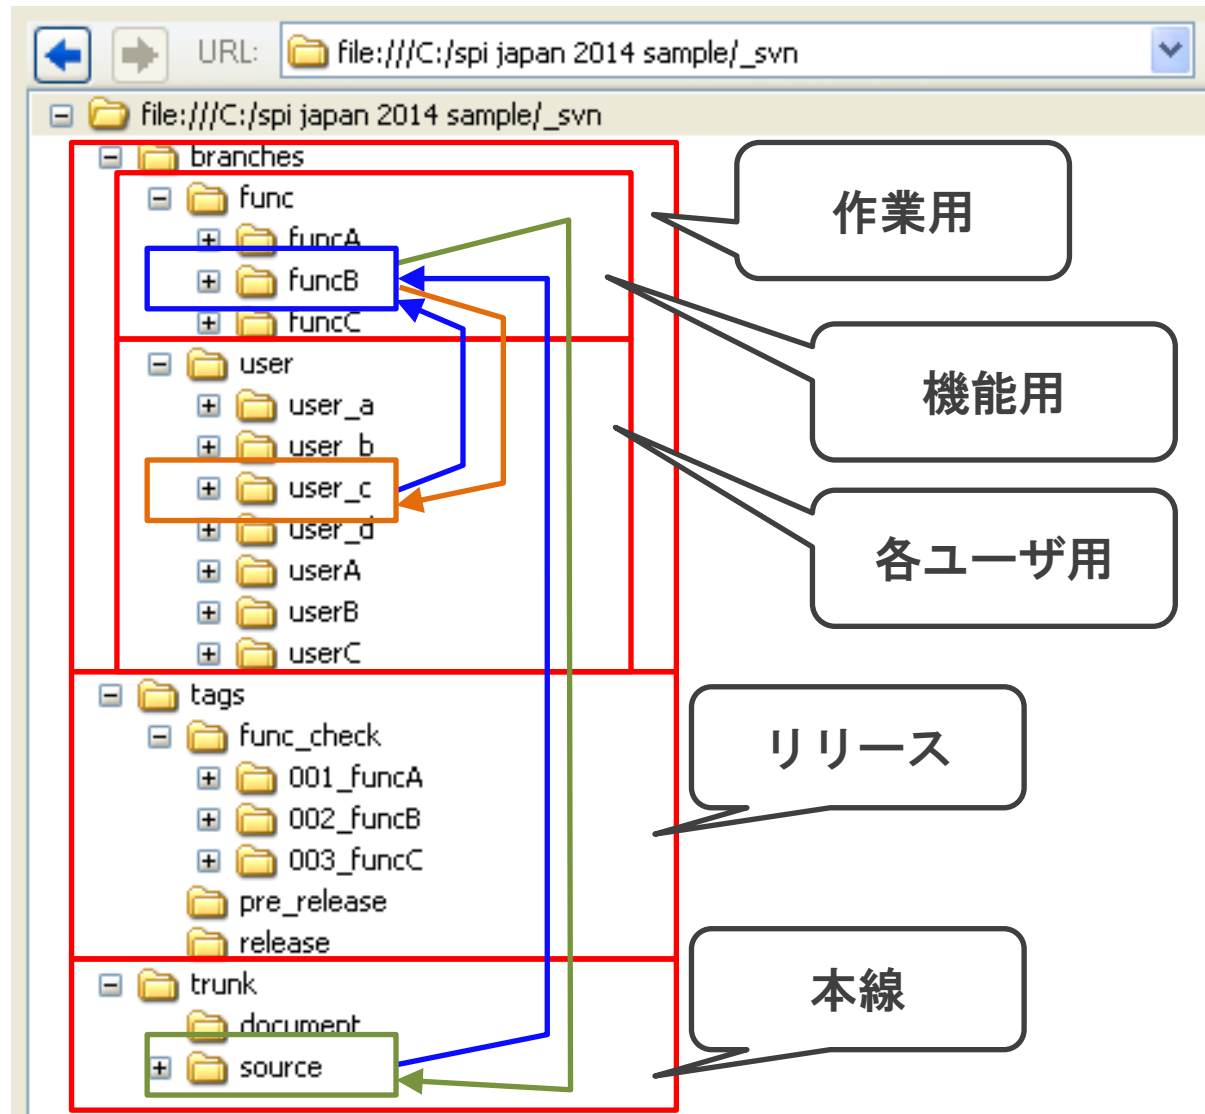 URL: file:///C:/spi japan 2014 sample/_svn
file:///C:/spi japan 2014 sample/_svn
branches
func
funcA
funcB
funcC
user
user_a
user_b
user_c
user_d
userA
userB
userC
tags
func_check
001_funcA
002_funcB
003_funcC
pre_release
release
trunk
document
source
作業用
機能用
各ユーザ用
リリース
本線